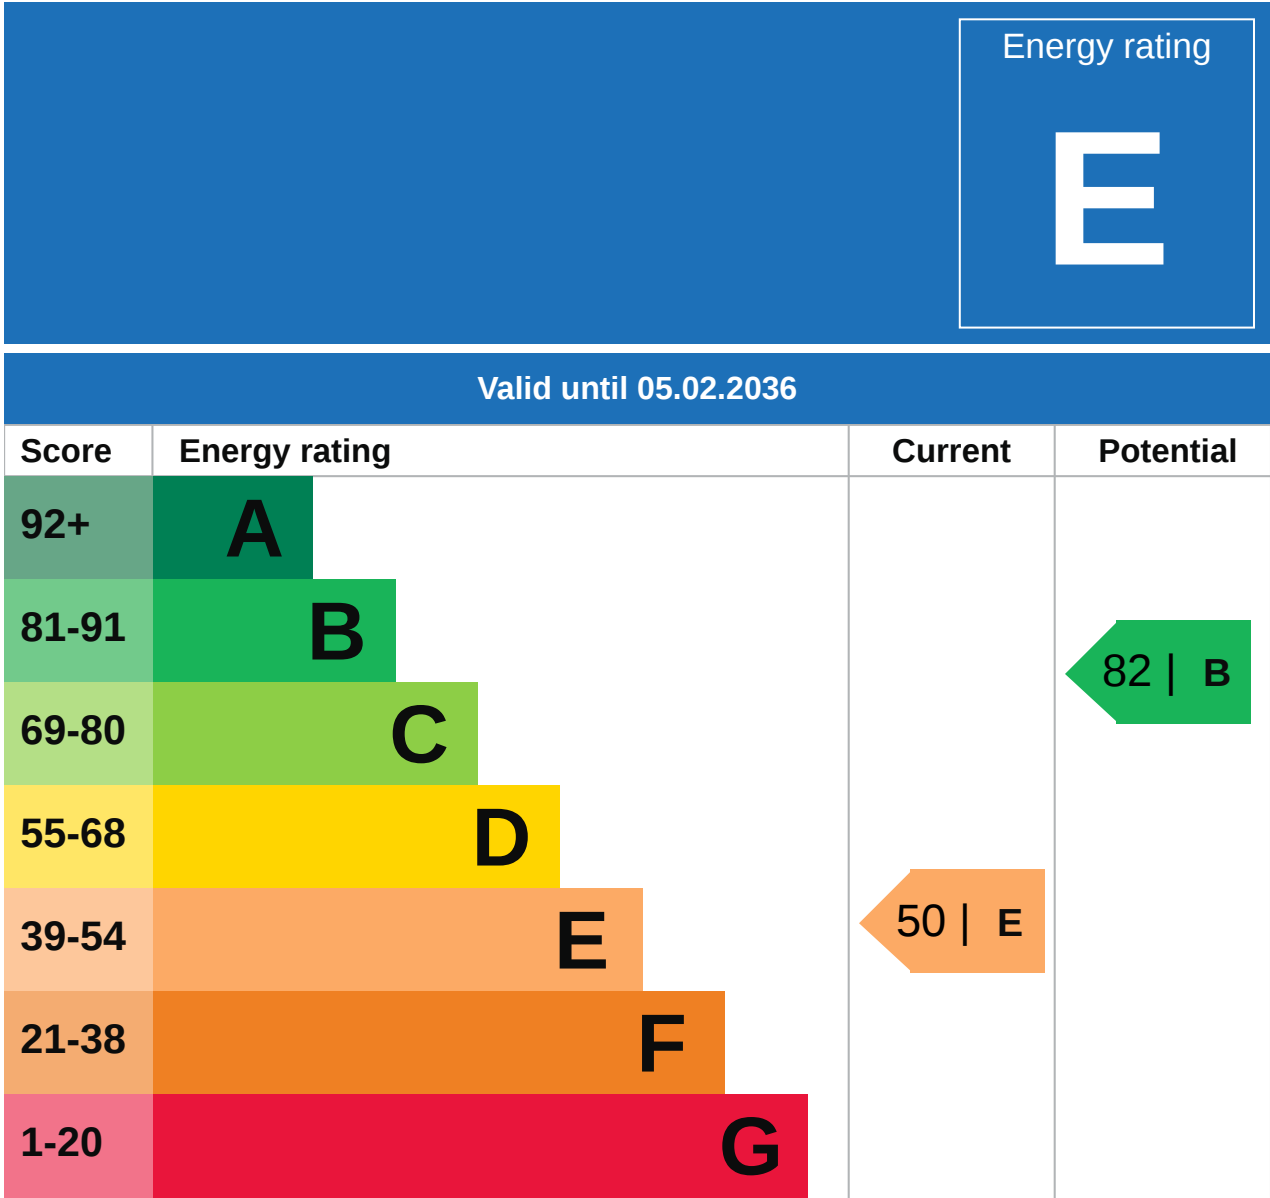 Energy rating
E
Valid until 05.02.2036
Score Energy rating Current Potential
92+ A
81-91 B
82 | B
69-80 C
55-68 D
39-54 E
50 | E
21-38 F
1-20 G